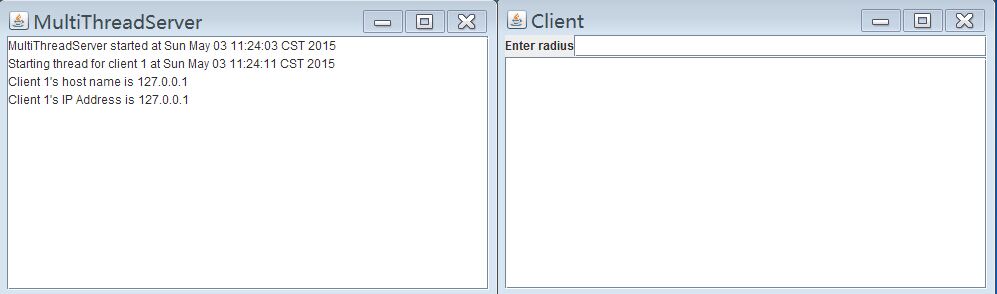 MultiThreadServer
MultiThreadServer started at Sun May 03 11:24:03 CST 2015
Starting thread for client 1 at Sun May 03 11:24:11 CST 2015
Client 1's host name is 127.0.0.1
Client 1's IP Address is 127.0.0.1
Client
Enter radius